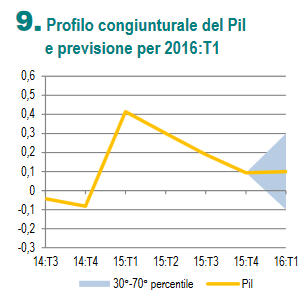 9. Profilo congiunturale del Pil
e previsione per 2016:T1
0,6
0,5
0,4
0,3
0,2
0,1
0
-0,1
-0,2
-0,3
14:T3 14:T4 15:T1 15:T2 15:T3 15:T4 16:T1
30°-70° percentile Pil